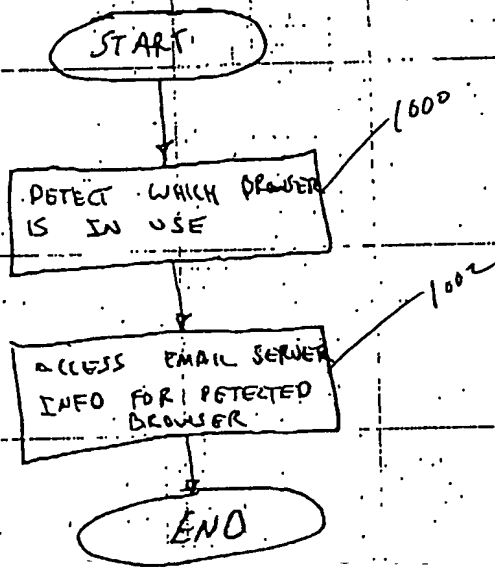 START
1000
DETECT WHICH BROWSER
IS IN USE
1002
ACCESS EMAIL SERVER
INFO FOR DETECTED
BROWSER
END